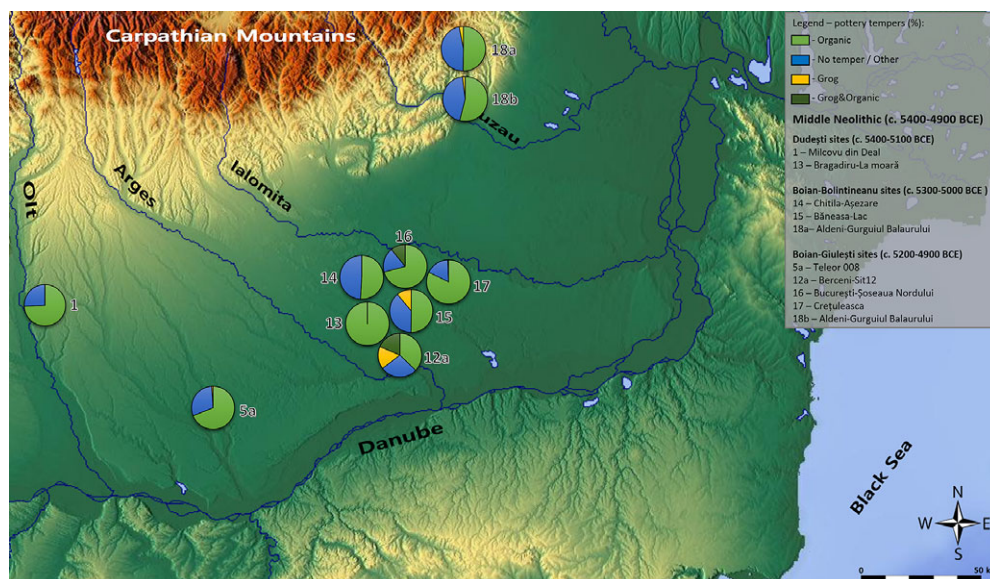 Carpathian Mountains
18a
18b
uzau
Olt
Arges
Ialomita
16
14
17
1
13
15
12a
5a
Danube
Black Sea
Legend – pottery tempers (%):
- Organic
- No temper / Other
- Grog
- Grog&Organic
Middle Neolithic (c. 5400-4900 BCE)
Dudești sites (c. 5400-5100 BCE)
1 – Milcovu din Deal
13 – Bragadiru-La moară
Boian-Bolintineanu sites (c. 5300-5000 BCE )
14 – Chitila-Așezare
15 – Băneasa-Lac
18a– Aldeni-Gurguiul Balaurului
Boian-Giulești sites (c. 5200-4900 BCE)
5a – Teleor 008
12a – Berceni-Sit12
16 – București-Șoseaua Nordului
17 – Crețuleasca
18b – Aldeni-Gurguiul Balaurului
N
W E
S
0 50 k